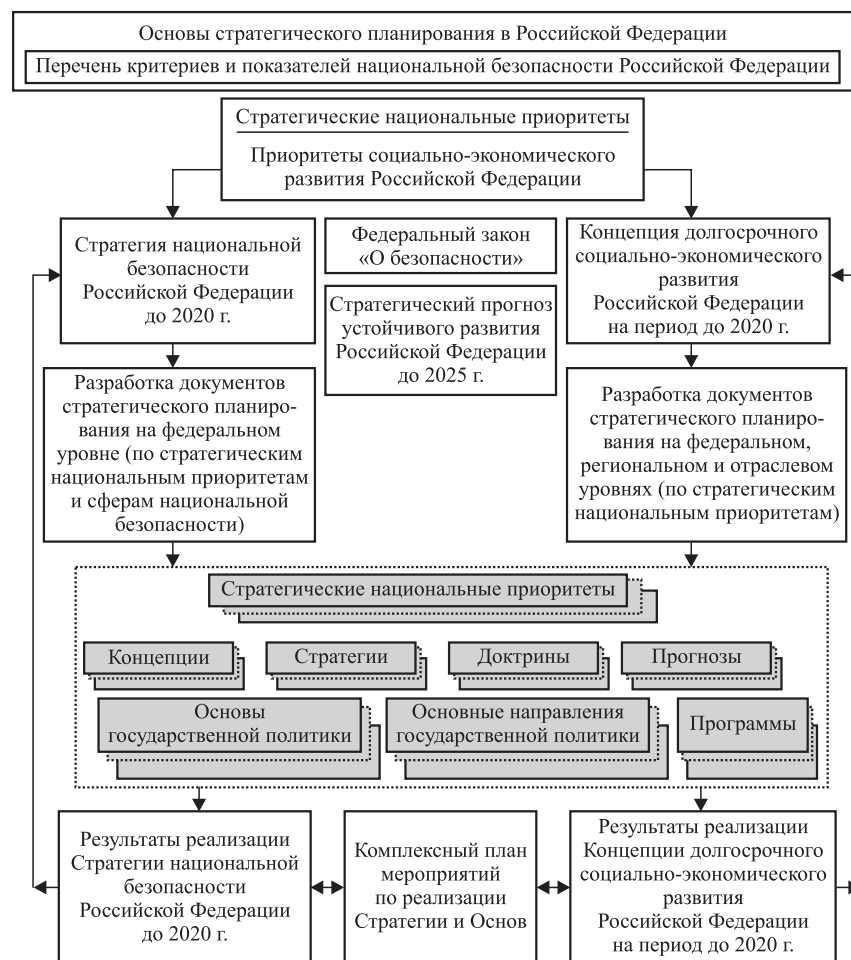 Основы стратегического планирования в Российской Федерации
Перечень критериев и показателей национальной безопасности Российской Федерации
Стратегические национальные приоритеты
Приоритеты социально-экономического
развития Российской Федерации
Стратегия национальной
безопасности
Российской Федерации
до 2020 г.
Федеральный закон
«О безопасности»
Стратегический прогноз
устойчивого развития
Российской Федерации
до 2025 г.
Концепция долгосрочного
социально-экономического
развития
Российской Федерации
на период до 2020 г.
Разработка документов
стратегического планиро-
вания на федеральном
уровне (по стратегическим
национальным приоритетам
и сферам национальной
безопасности)
Разработка документов
стратегического планиро-
вания на федеральном,
региональном и отраслевом
уровнях (по стратегическим
национальным приоритетам)
Стратегические национальные приоритеты
Концепции
Стратегии
Доктрины
Прогнозы
Основы
государственной политики
Основные направления
государственной политики
Программы
Результаты реализации
Стратегии национальной
безопасности
Российской Федерации
до 2020 г.
Комплексный план
мероприятий
по реализации
Стратегии и Основ
Результаты реализации
Концепции долгосрочного
социально-экономического
развития
Российской Федерации
на период до 2020 г.